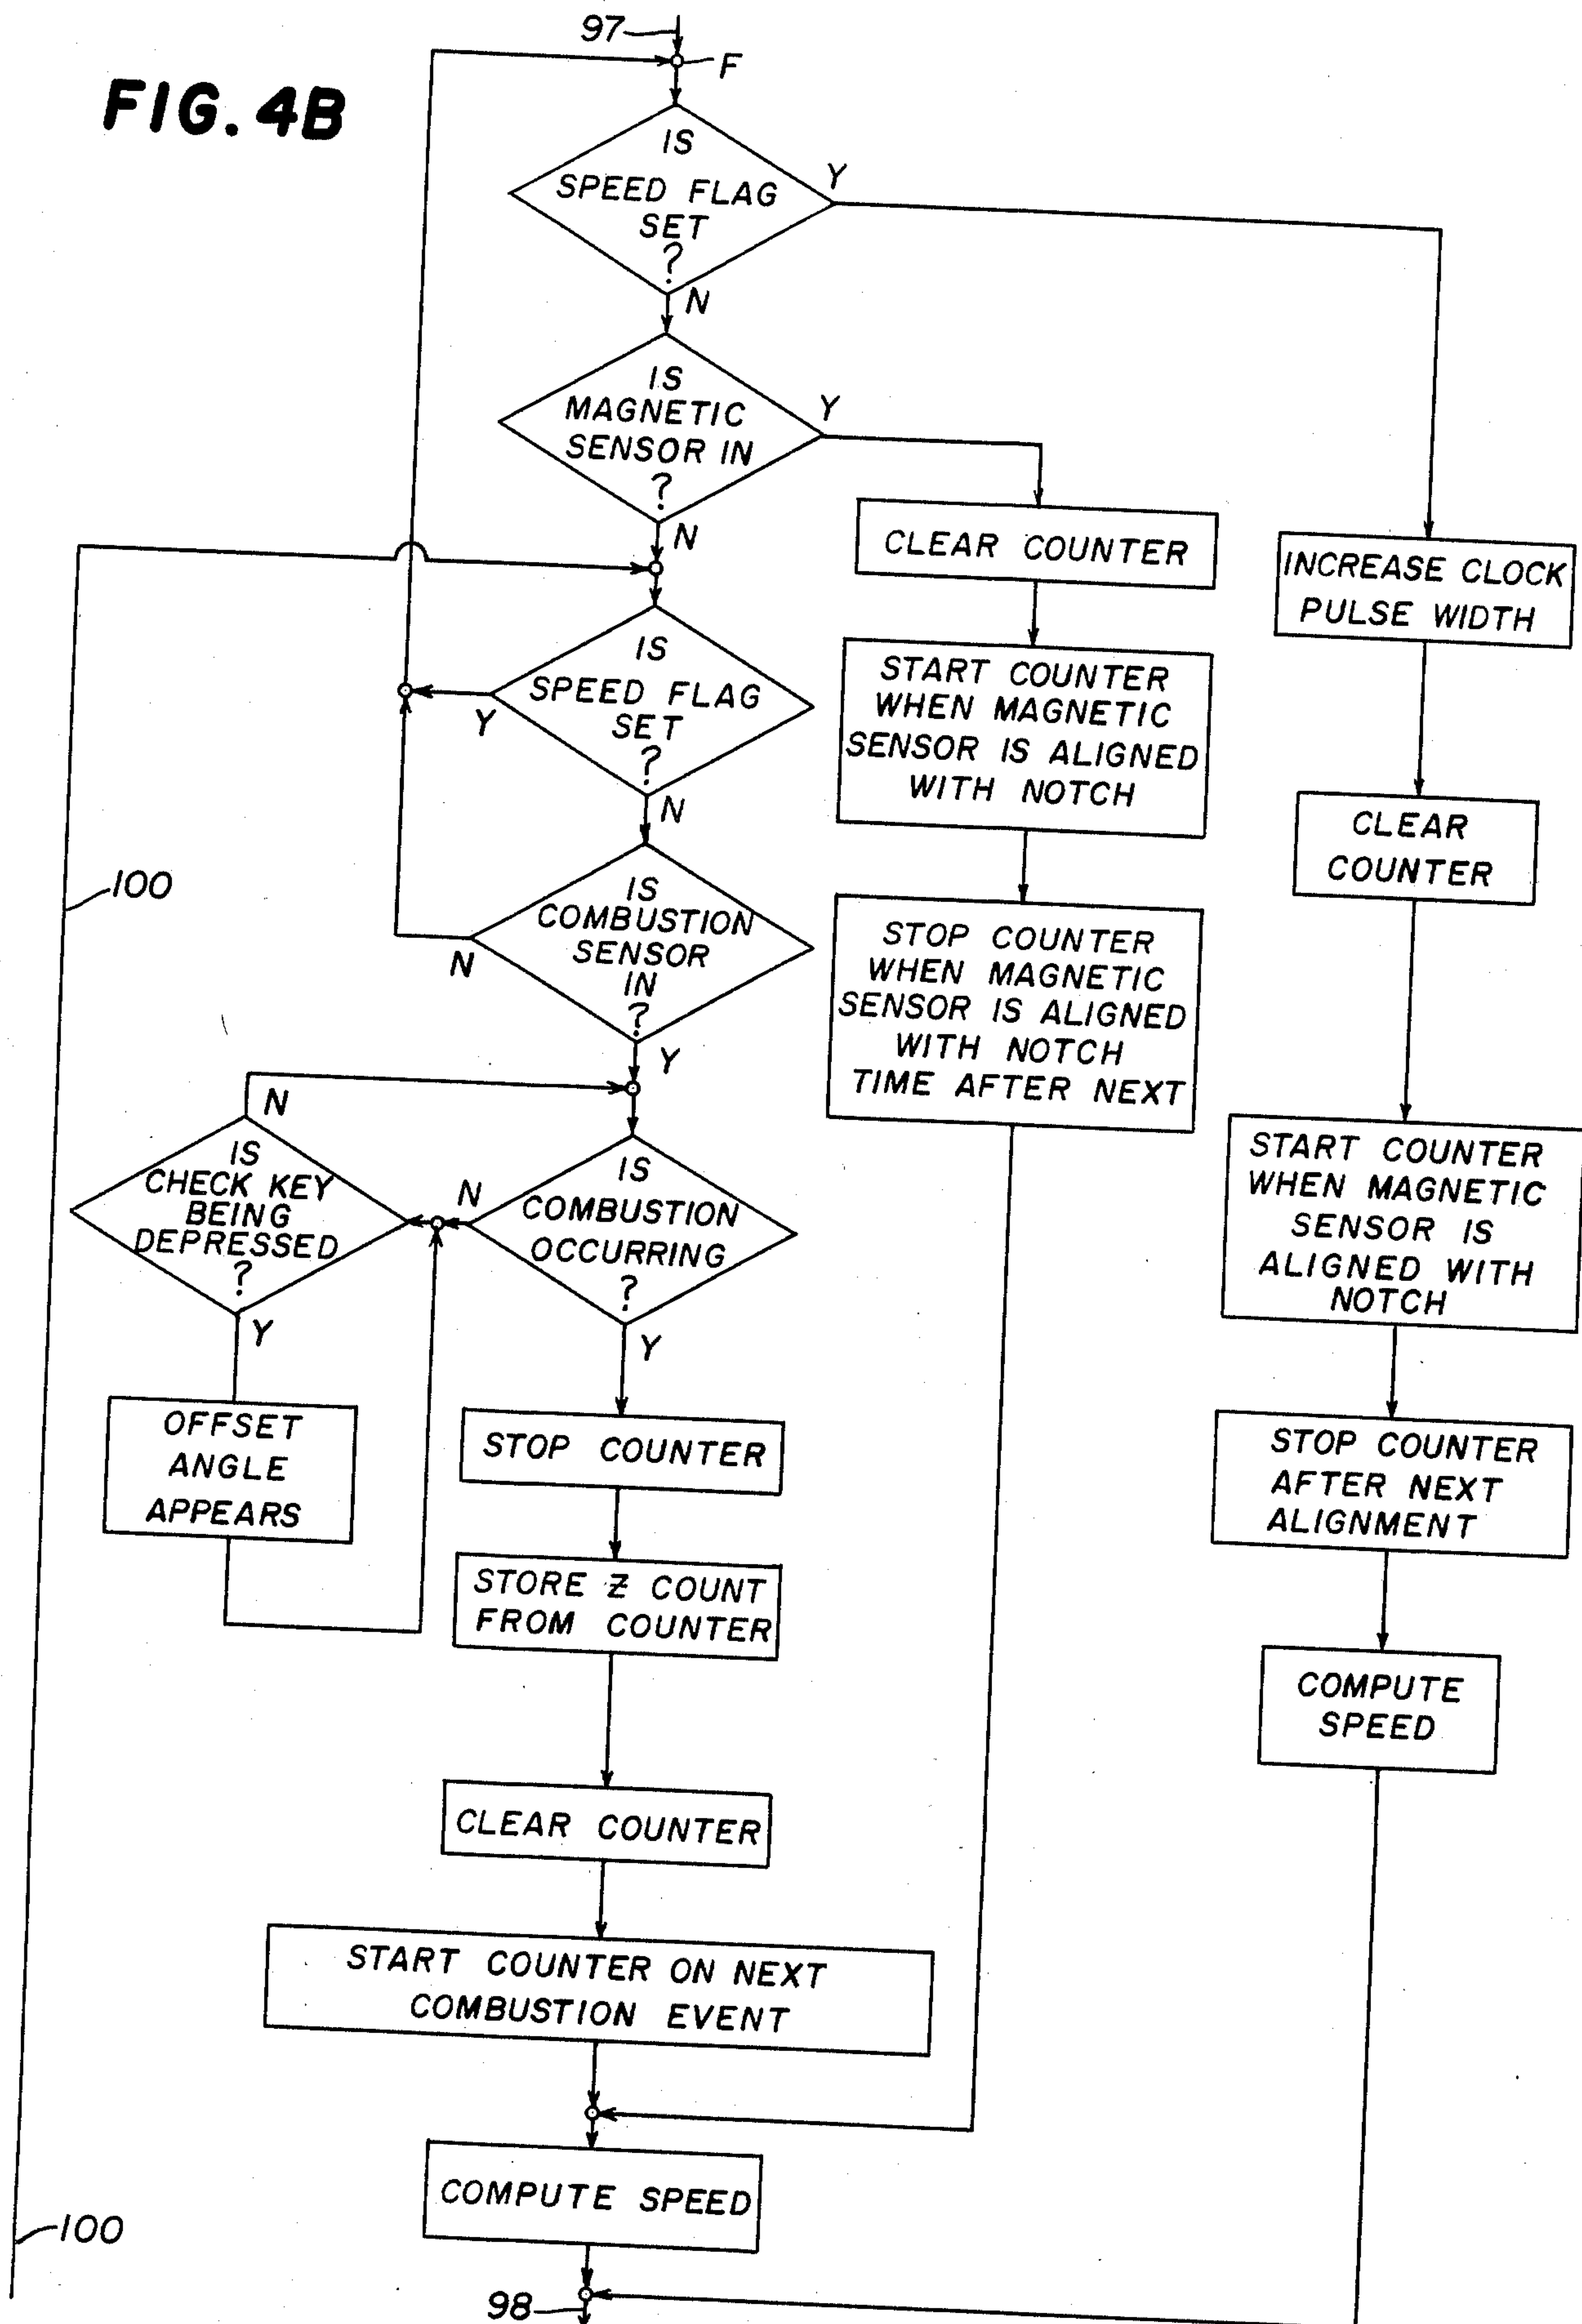 97
F
FIG. 4B
IS
SPEED FLAG
SET
?
Y
N
IS
MAGNETIC
SENSOR IN
?
Y
N
CLEAR COUNTER
START COUNTER
WHEN MAGNETIC
SENSOR IS ALIGNED
WITH NOTCH
STOP COUNTER
WHEN MAGNETIC
SENSOR IS ALIGNED
WITH NOTCH
TIME AFTER NEXT
INCREASE CLOCK
PULSE WIDTH
CLEAR
COUNTER
START COUNTER
WHEN MAGNETIC
SENSOR IS
ALIGNED WITH
NOTCH
STOP COUNTER
AFTER NEXT
ALIGNMENT
COMPUTE
SPEED
IS
SPEED FLAG
SET
?
Y
N
100
IS
COMBUSTION
SENSOR
IN
?
N
Y
N
IS
CHECK KEY
BEING
DEPRESSED
?
Y
N
IS
COMBUSTION
OCCURRING
?
Y
OFFSET
ANGLE
APPEARS
STOP COUNTER
STORE Z COUNT
FROM COUNTER
CLEAR COUNTER
START COUNTER ON NEXT
COMBUSTION EVENT
COMPUTE SPEED
100
98